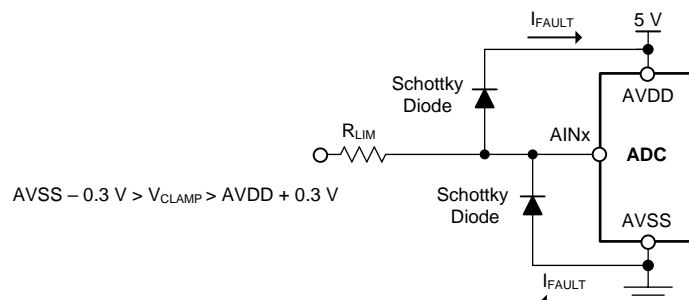 I_FAULT
5 V
Schottky
Diode
AVDD
R_LIM
AINx
ADC
AVSS – 0.3 V > V_CLAMP > AVDD + 0.3 V
Schottky
Diode
AVSS
I_FAULT